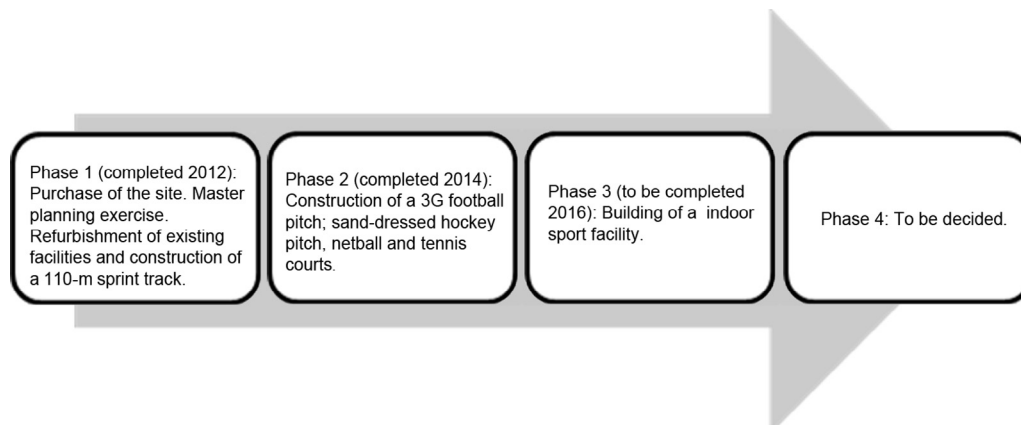 Phase 1 (completed 2012):
Purchase of the site. Master
planning exercise.
Refurbishment of existing
facilities and construction of
a 110-m sprint track.
Phase 2 (completed 2014):
Construction of a 3G football
pitch; sand-dressed hockey
pitch, netball and tennis
courts.
Phase 3 (to be completed
2016): Building of a indoor
sport facility.
Phase 4: To be decided.